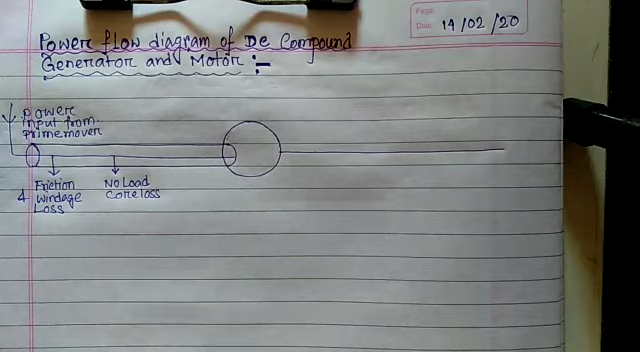 Page:
Date: 14/02/20
Power flow diagram of DC Compound
Generator and Motor :-
Power
input from
primemover
Friction No Load
& windage core loss
Loss